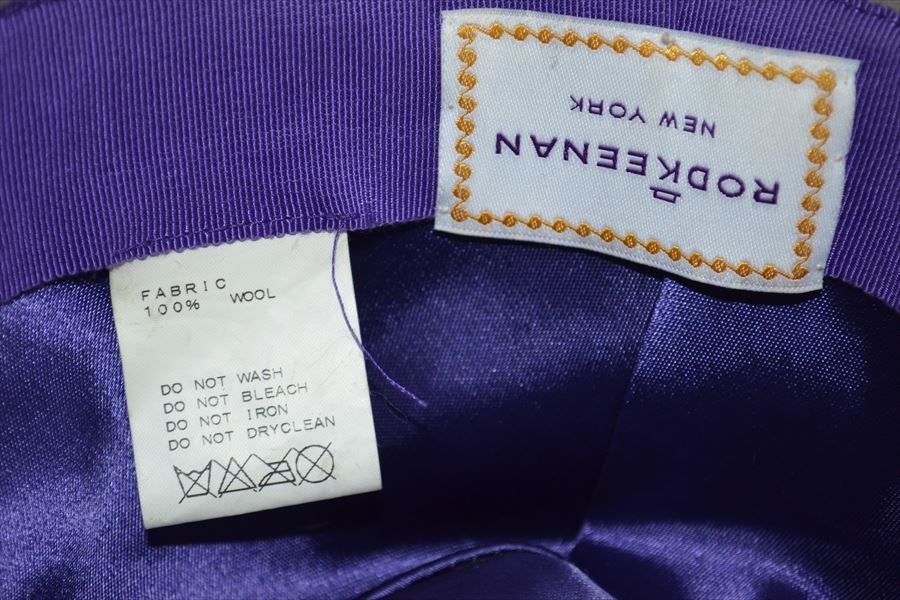 RODKEENAN
NEW YORK
FABRIC
100% WOOL
DO NOT WASH
DO NOT BLEACH
DO NOT IRON
DO NOT DRYCLEAN